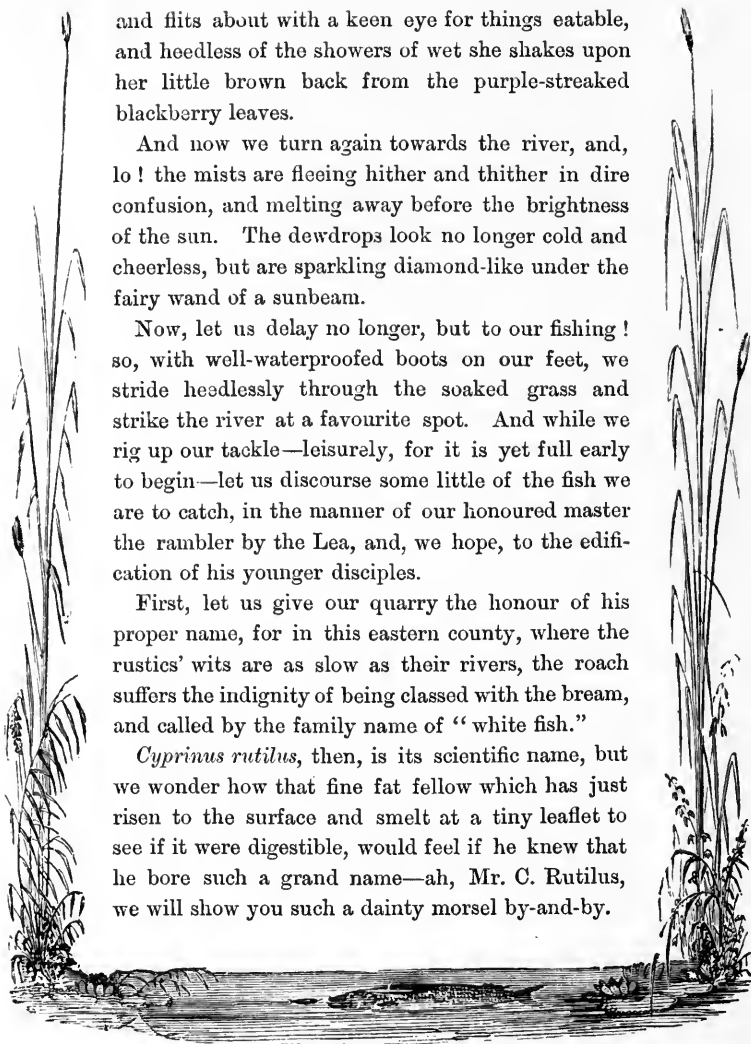 and flits about with a keen eye for things eatable,
and heedless of the showers of wet she shakes upon
her little brown back from the purple-streaked
blackberry leaves.
And now we turn again towards the river, and,
lo ! the mists are fleeing hither and thither in dire
confusion, and melting away before the brightness
of the sun. The dewdrops look no longer cold and
cheerless, but are sparkling diamond-like under the
fairy wand of a sunbeam.
Now, let us delay no longer, but to our fishing !
so, with well-waterproofed boots on our feet, we
stride heedlessly through the soaked grass and
strike the river at a favourite spot. And while we
rig up our tackle—leisurely, for it is yet full early
to begin—let us discourse some little of the fish we
are to catch, in the manner of our honoured master
the rambler by the Lea, and, we hope, to the edifi-
cation of his younger disciples.
First, let us give our quarry the honour of his
proper name, for in this eastern county, where the
rustics' wits are as slow as their rivers, the roach
suffers the indignity of being classed with the bream,
and called by the family name of “ white fish.”
Cyprinus rutilus, then, is its scientific name, but
we wonder how that fine fat fellow which has just
risen to the surface and smelt at a tiny leaflet to
see if it were digestible, would feel if he knew that
he bore such a grand name—ah, Mr. C. Rutilus,
we will show you such a dainty morsel by-and-by.